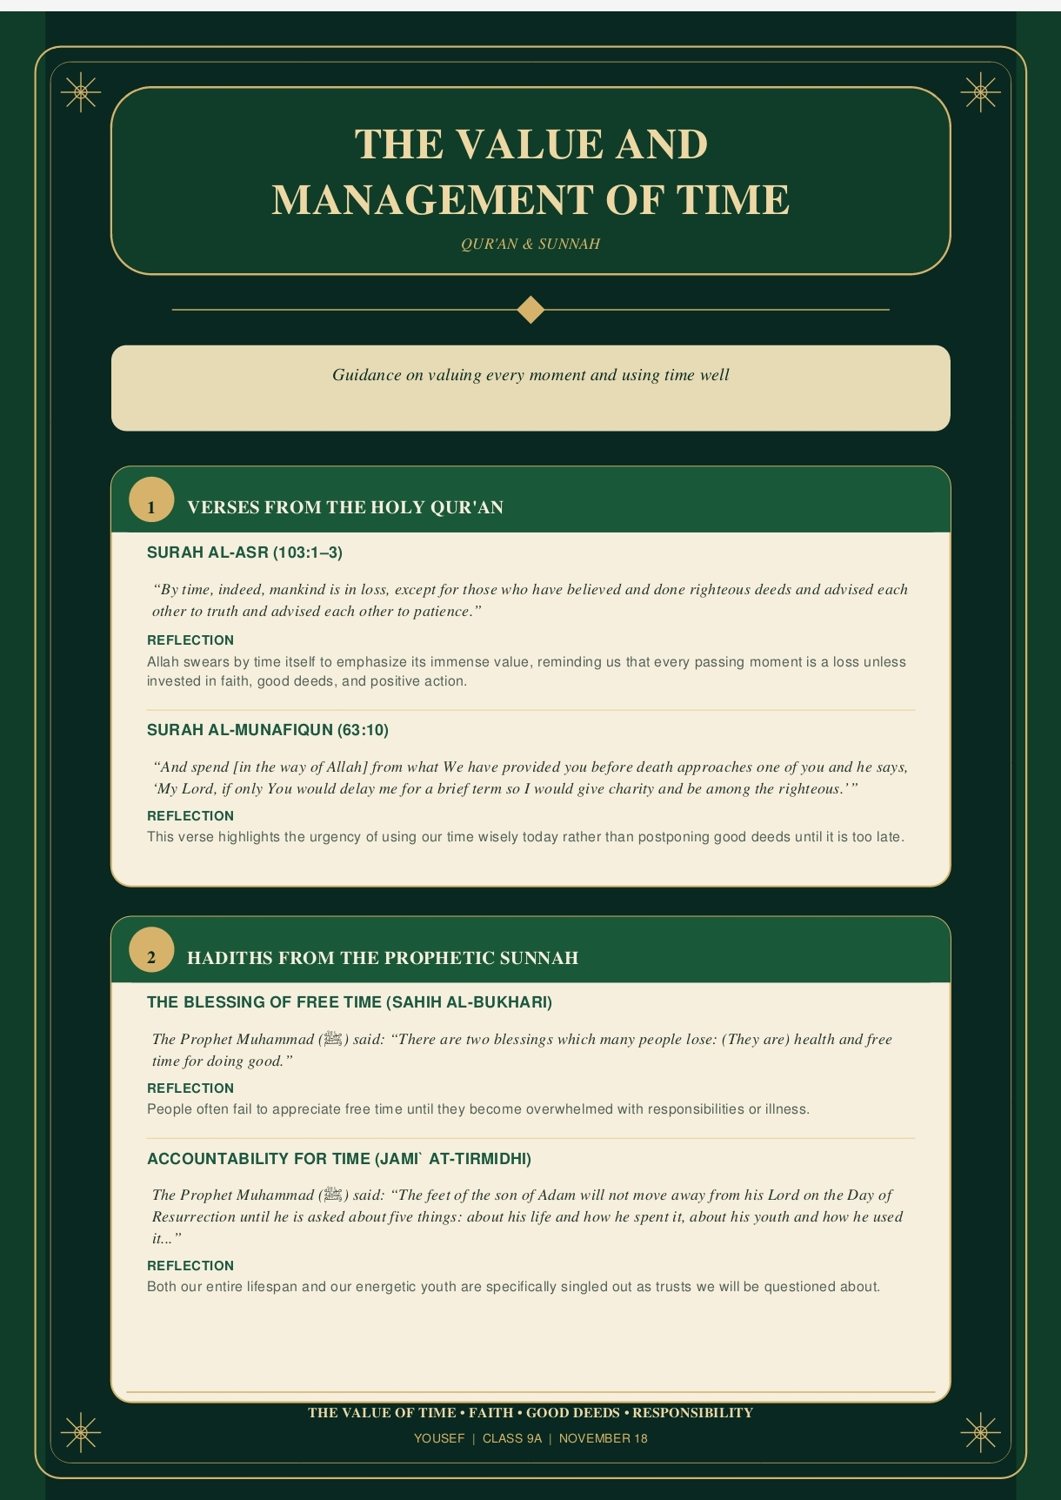 THE VALUE AND
MANAGEMENT OF TIME
QUR'AN & SUNNAH
Guidance on valuing every moment and using time well
1 VERSES FROM THE HOLY QUR'AN
SURAH AL-ASR (103:1–3)
“By time, indeed, mankind is in loss, except for those who have believed and done righteous deeds and advised each
other to truth and advised each other to patience.”
REFLECTION
Allah swears by time itself to emphasize its immense value, reminding us that every passing moment is a loss unless
invested in faith, good deeds, and positive action.
SURAH AL-MUNAFIQUN (63:10)
“And spend [in the way of Allah] from what We have provided you before death approaches one of you and he says,
‘My Lord, if only You would delay me for a brief term so I would give charity and be among the righteous.’”
REFLECTION
This verse highlights the urgency of using our time wisely today rather than postponing good deeds until it is too late.
2 HADITHS FROM THE PROPHETIC SUNNAH
THE BLESSING OF FREE TIME (SAHIH AL-BUKHARI)
The Prophet Muhammad (ﷺ) said: “There are two blessings which many people lose: (They are) health and free
time for doing good.”
REFLECTION
People often fail to appreciate free time until they become overwhelmed with responsibilities or illness.
ACCOUNTABILITY FOR TIME (JAMI` AT-TIRMIDHI)
The Prophet Muhammad (ﷺ) said: “The feet of the son of Adam will not move away from his Lord on the Day of
Resurrection until he is asked about five things: about his life and how he spent it, about his youth and how he used
it...”
REFLECTION
Both our entire lifespan and our energetic youth are specifically singled out as trusts we will be questioned about.
THE VALUE OF TIME • FAITH • GOOD DEEDS • RESPONSIBILITY
YOUSEF | CLASS 9A | NOVEMBER 18